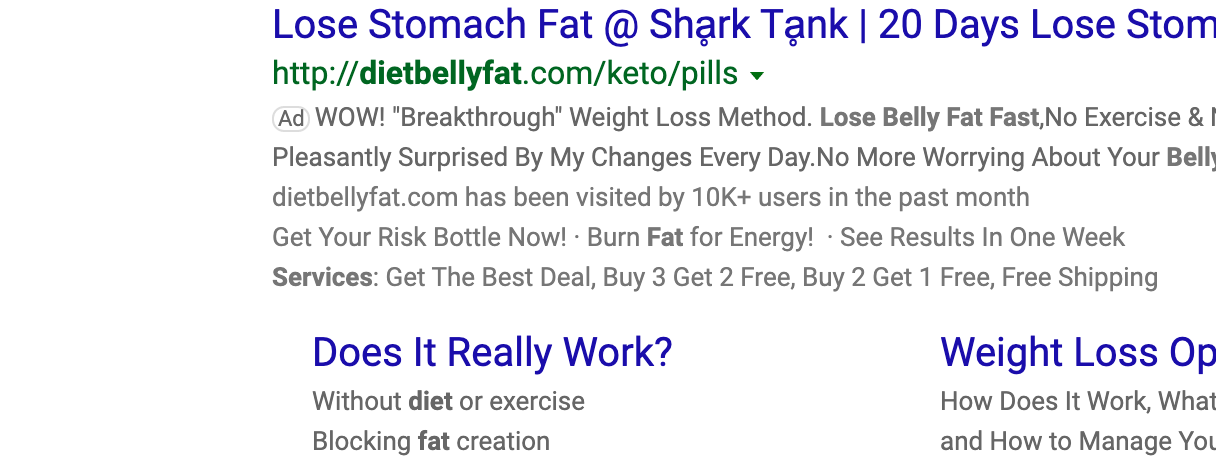 Lose Stomach Fat @ Shḁrk Tḁnk | 20 Days Lose Stom
http://dietbellyfat.com/keto/pills
Ad WOW! "Breakthrough" Weight Loss Method. Lose Belly Fat Fast,No Exercise &
Pleasantly Surprised By My Changes Every Day.No More Worrying About Your Belly
dietbellyfat.com has been visited by 10K+ users in the past month
Get Your Risk Bottle Now! · Burn Fat for Energy! · See Results In One Week
Services: Get The Best Deal, Buy 3 Get 2 Free, Buy 2 Get 1 Free, Free Shipping
Does It Really Work?
Without diet or exercise
Blocking fat creation
Weight Loss Op
How Does It Work, What
and How to Manage You